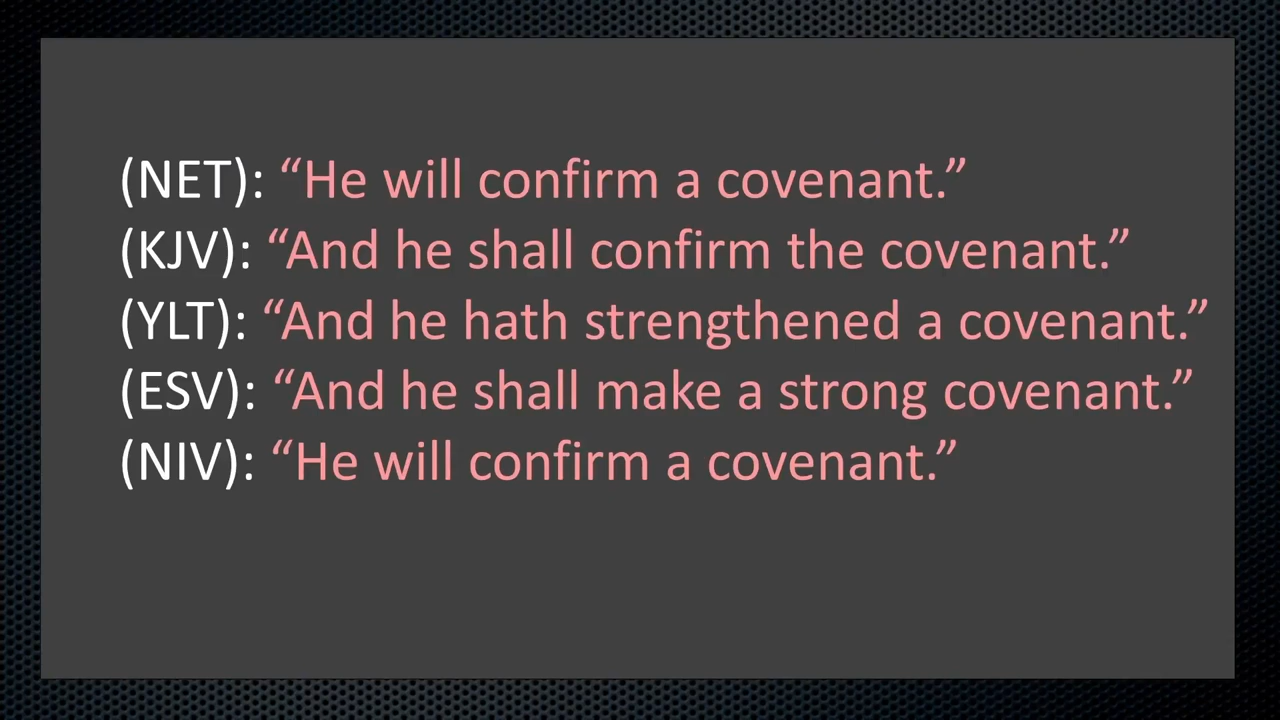 (NET): “He will confirm a covenant.”
(KJV): “And he shall confirm the covenant.”
(YLT): “And he hath strengthened a covenant.”
(ESV): “And he shall make a strong covenant.”
(NIV): “He will confirm a covenant.”